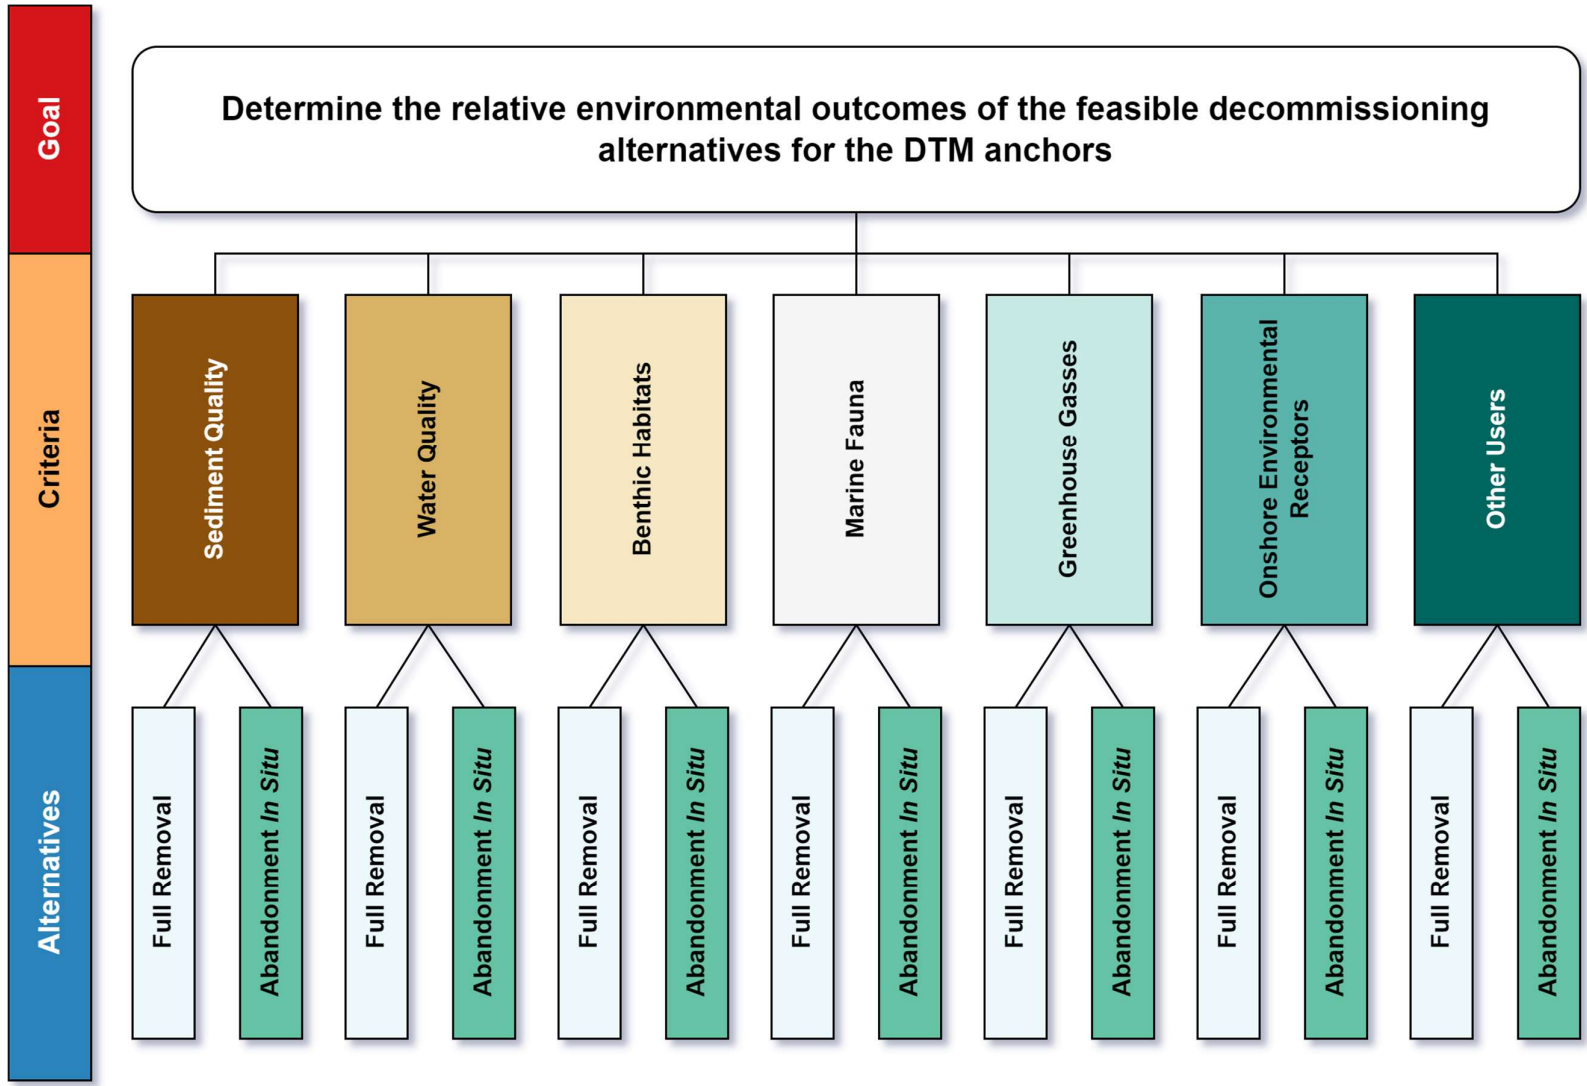 Goal
Determine the relative environmental outcomes of the feasible decommissioning
alternatives for the DTM anchors
Criteria
Sediment Quality
Water Quality
Benthic Habitats
Marine Fauna
Greenhouse Gasses
Onshore Environmental
Receptors
Other Users
Alternatives
Full Removal
Abandonment In Situ
Full Removal
Abandonment In Situ
Full Removal
Abandonment In Situ
Full Removal
Abandonment In Situ
Full Removal
Abandonment In Situ
Full Removal
Abandonment In Situ
Full Removal
Abandonment In Situ